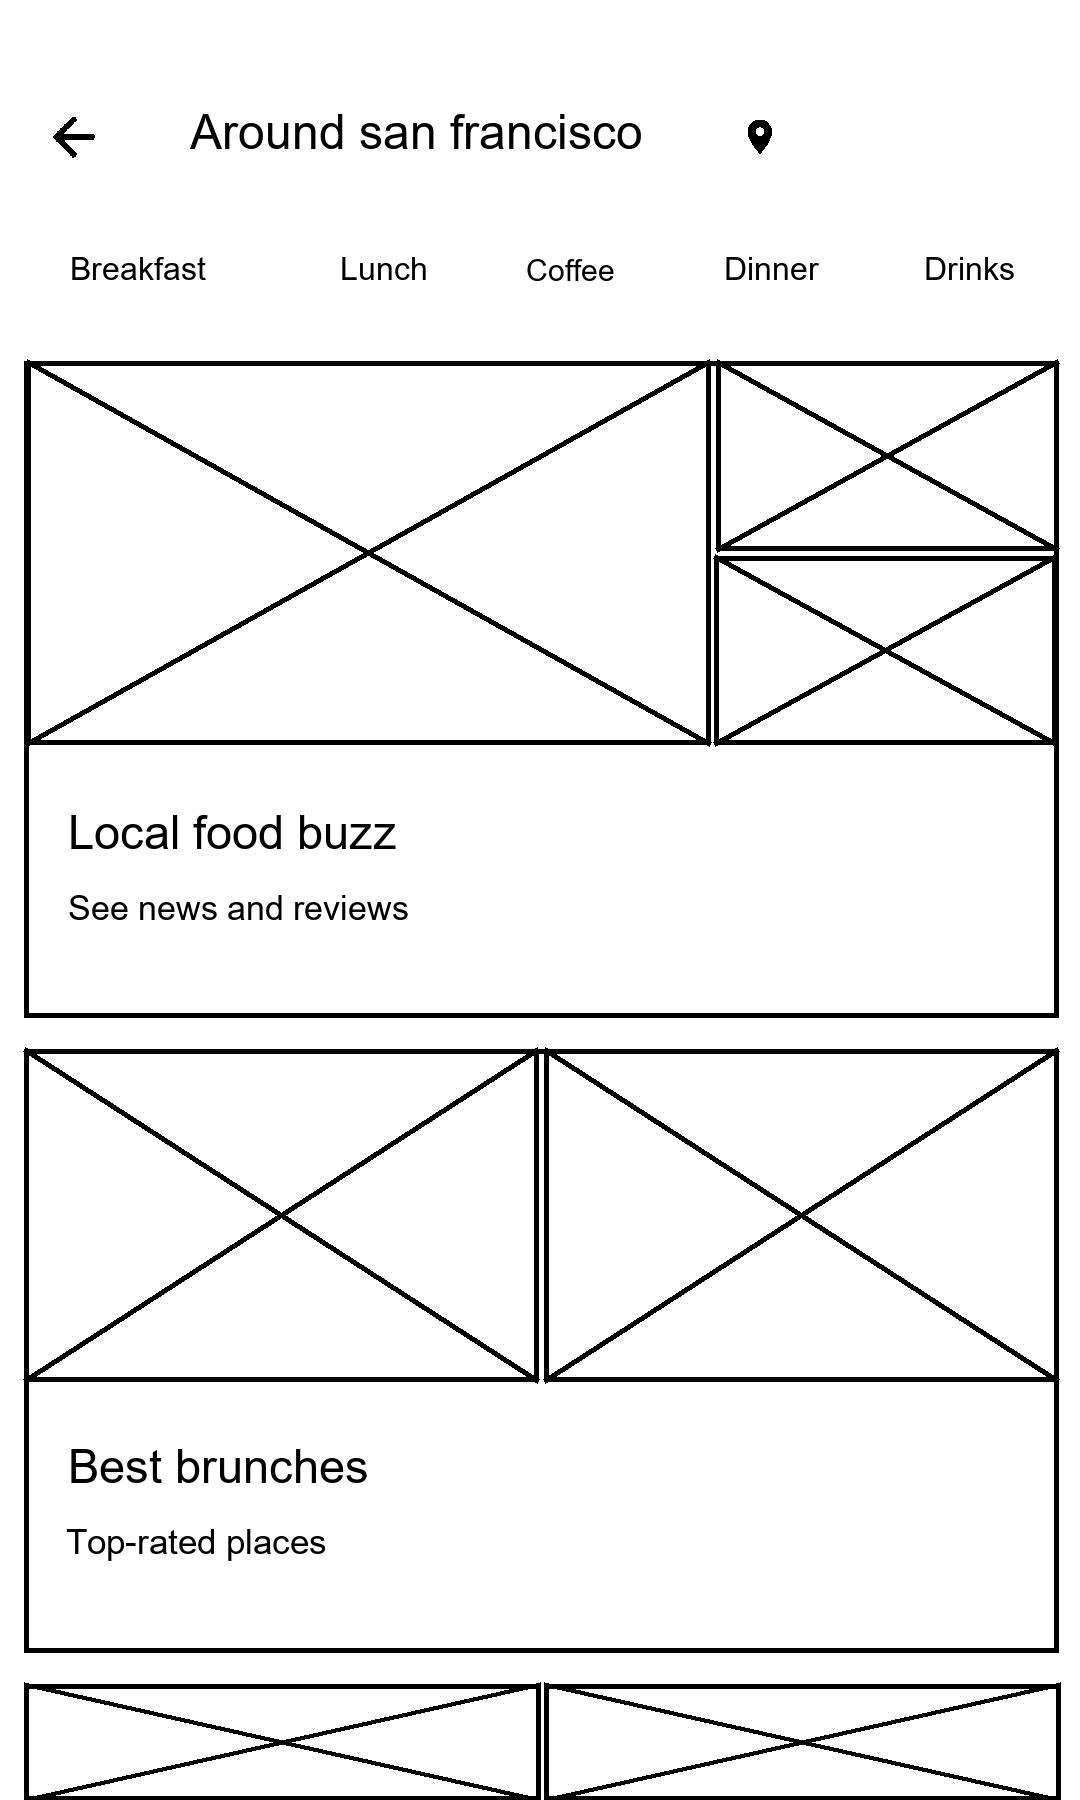 Around san francisco
Breakfast Lunch Coffee Dinner Drinks
Local food buzz
See news and reviews
Best brunches
Top-rated places